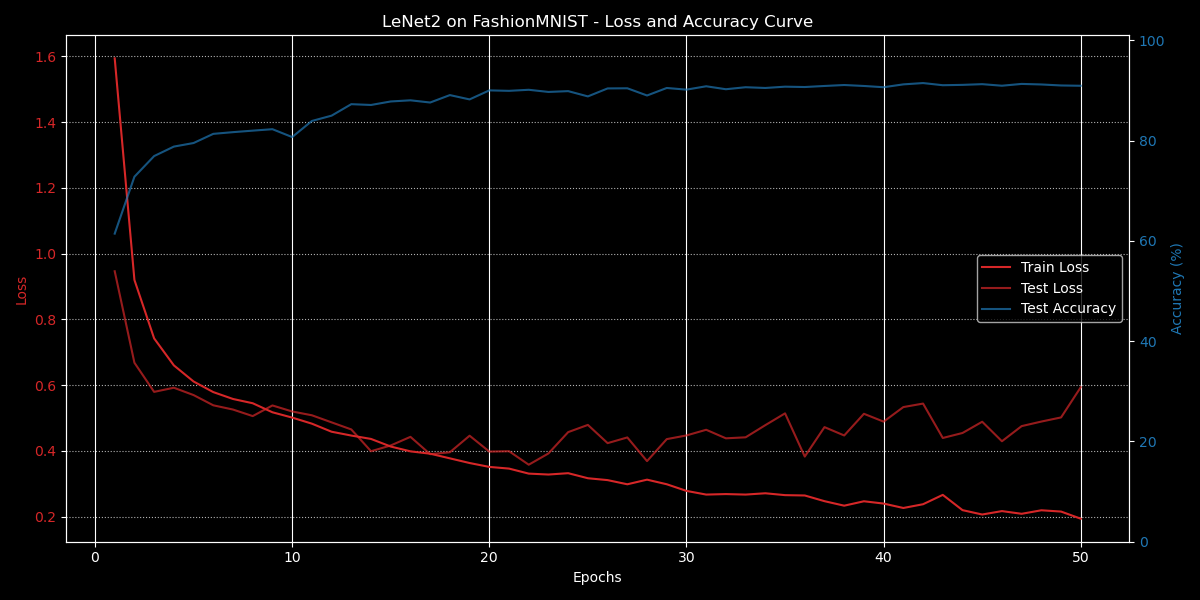 LeNet2 on FashionMNIST - Loss and Accuracy Curve
1.6
1.4
1.2
1.0
0.8
0.6
0.4
0.2
Loss
100
80
60
40
20
0
Accuracy (%)
Train Loss
Test Loss
Test Accuracy
0 10 20 30 40 50
Epochs